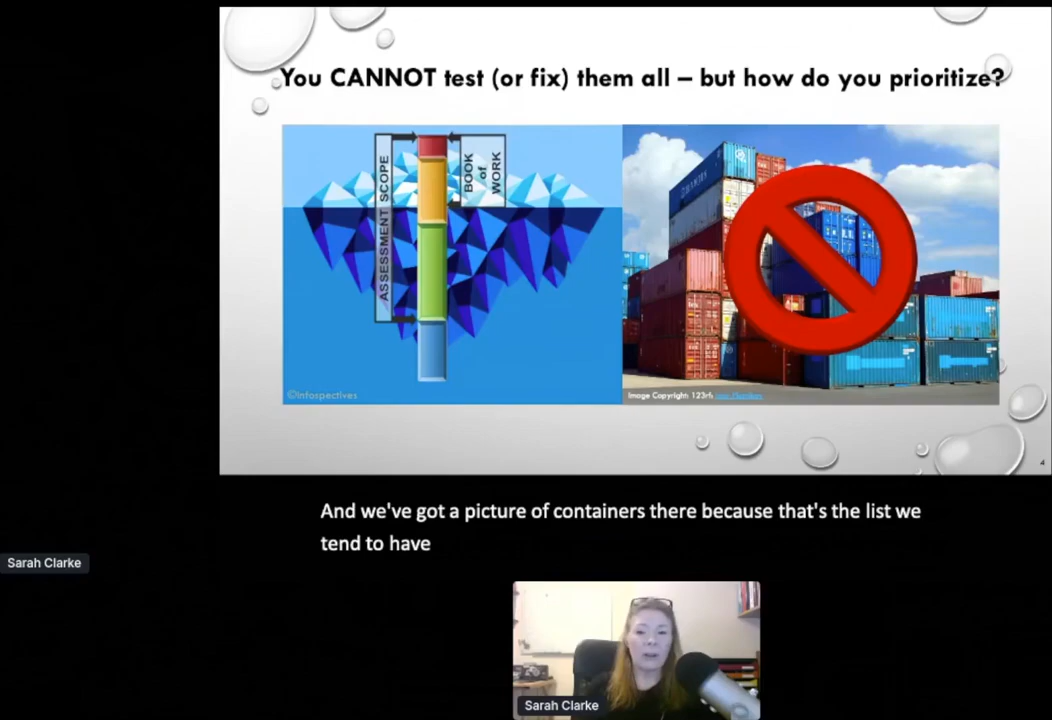 You CANNOT test (or fix) them all – but how do you prioritize?
ASSESSMENT SCOPE
BOOK
of
WORK
©infospectives
Image Copyright: 123rf:
4
And we've got a picture of containers there because that's the list we
tend to have
Sarah Clarke
Sarah Clarke